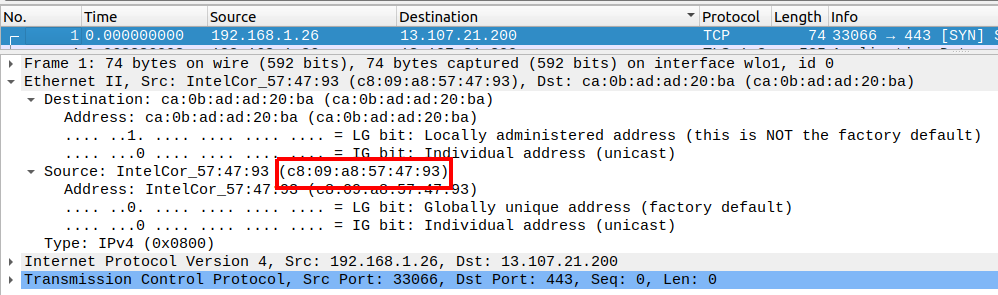 No. Time Source Destination Protocol Length Info
1 0.000000000 192.168.1.26 13.107.21.200 TCP 74 33066 → 443 [SYN] S
Frame 1: 74 bytes on wire (592 bits), 74 bytes captured (592 bits) on interface wlo1, id 0
Ethernet II, Src: IntelCor_57:47:93 (c8:09:a8:57:47:93), Dst: ca:0b:ad:ad:20:ba (ca:0b:ad:ad:20:ba)
Destination: ca:0b:ad:ad:20:ba (ca:0b:ad:ad:20:ba)
Address: ca:0b:ad:ad:20:ba (ca:0b:ad:ad:20:ba)
.... ..1. .... .... .... .... = LG bit: Locally administered address (this is NOT the factory default)
.... ...0 .... .... .... .... = IG bit: Individual address (unicast)
Source: IntelCor_57:47:93 (c8:09:a8:57:47:93)
Address: IntelCor_57:47:93 (c8:09:a8:57:47:93)
.... ..0. .... .... .... .... = LG bit: Globally unique address (factory default)
.... ...0 .... .... .... .... = IG bit: Individual address (unicast)
Type: IPv4 (0x0800)
Internet Protocol Version 4, Src: 192.168.1.26, Dst: 13.107.21.200
Transmission Control Protocol, Src Port: 33066, Dst Port: 443, Seq: 0, Len: 0